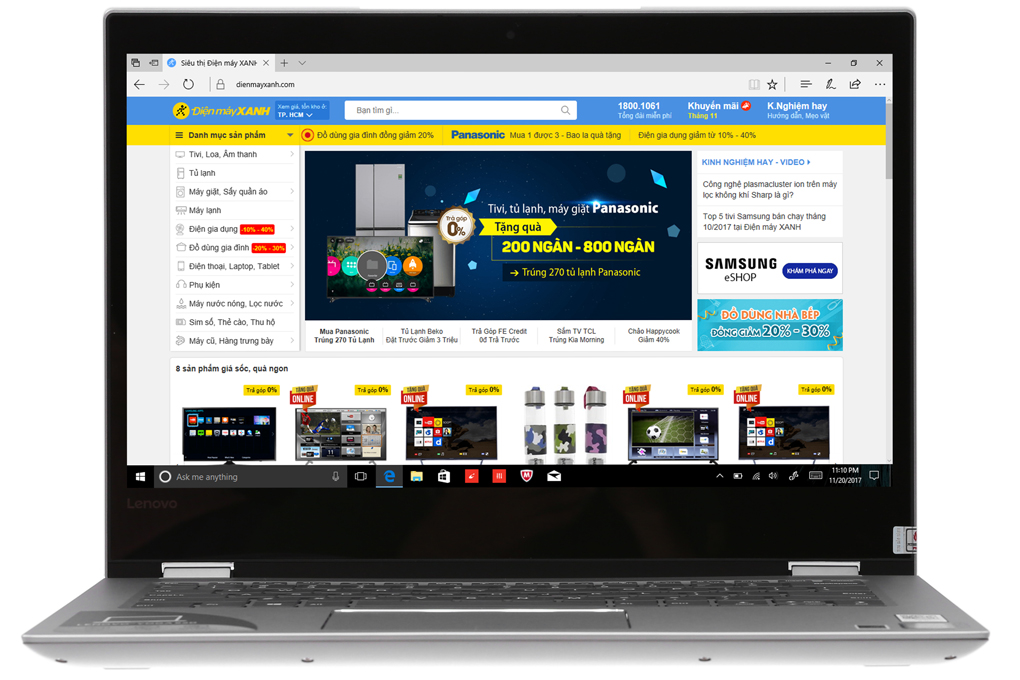 Siêu thị Điện máy XANH
dienmayxanh.com
Điện máy XANH
Xem giá, tồn kho ở:
TP. HCM
Bạn tìm gì...
1800.1061
Tổng đài miễn phí
Khuyến mãi
Tháng 11
K.Nghiệm hay
Hướng dẫn, Mẹo vặt
Danh mục sản phẩm
Đồ dùng gia đình đồng giảm 20%
Panasonic Mua 1 được 3 - Bao la quà tặng
Điện gia dụng giảm từ 10% - 40%
Tivi, Loa, Âm thanh
Tủ lạnh
Máy giặt, Sấy quần áo
Máy lạnh
Điện gia dụng -10% - 40%
Đồ dùng gia đình -20% - 30%
Điện thoại, Laptop, Tablet
Phụ kiện
Máy nước nóng, Lọc nước
Sim số, Thẻ cào, Thu hộ
Máy cũ, Hàng trưng bày
Trả góp
0%
Tivi, tủ lạnh, máy giặt Panasonic
Tặng quà
200 NGÀN - 800 NGÀN
Trúng 270 tủ lạnh Panasonic
Mua Panasonic
Trúng 270 Tủ Lạnh
Tủ Lạnh Beko
Đặt Trước Giảm 3 Triệu
Trả Góp FE Credit
0đ Trả Trước
Sắm TV TCL
Trúng Kia Morning
Chảo Happycook
Giảm 40%
KINH NGHIỆM HAY - VIDEO
Công nghệ plasmacluster ion trên máy
lọc không khí Sharp là gì?
Top 5 tivi Samsung bán chạy tháng
10/2017 tại Điện máy XANH
SAMSUNG
eSHOP
KHÁM PHÁ NGAY
ĐỒ DÙNG NHÀ BẾP
ĐỒNG GIẢM 20% - 30%
8 sản phẩm giá sốc, quà ngon
Trả góp 0%
TẶNG QUÀ
ONLINE
Trả góp 0%
TẶNG QUÀ
ONLINE
Trả góp 0%
TẶNG QUÀ
ONLINE
Trả góp 0%
TẶNG QUÀ
ONLINE
Trả góp 0%
Ask me anything
11:10 PM
11/20/2017
Lenovo